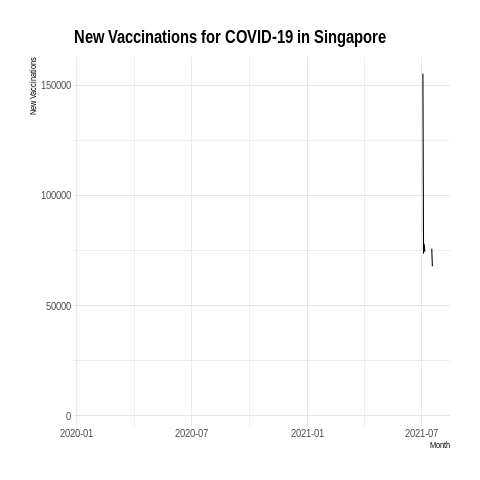 New Vaccinations for COVID-19 in Singapore
New Vaccinations
150000
100000
50000
0
2020-01 2020-07 2021-01 2021-07
Month